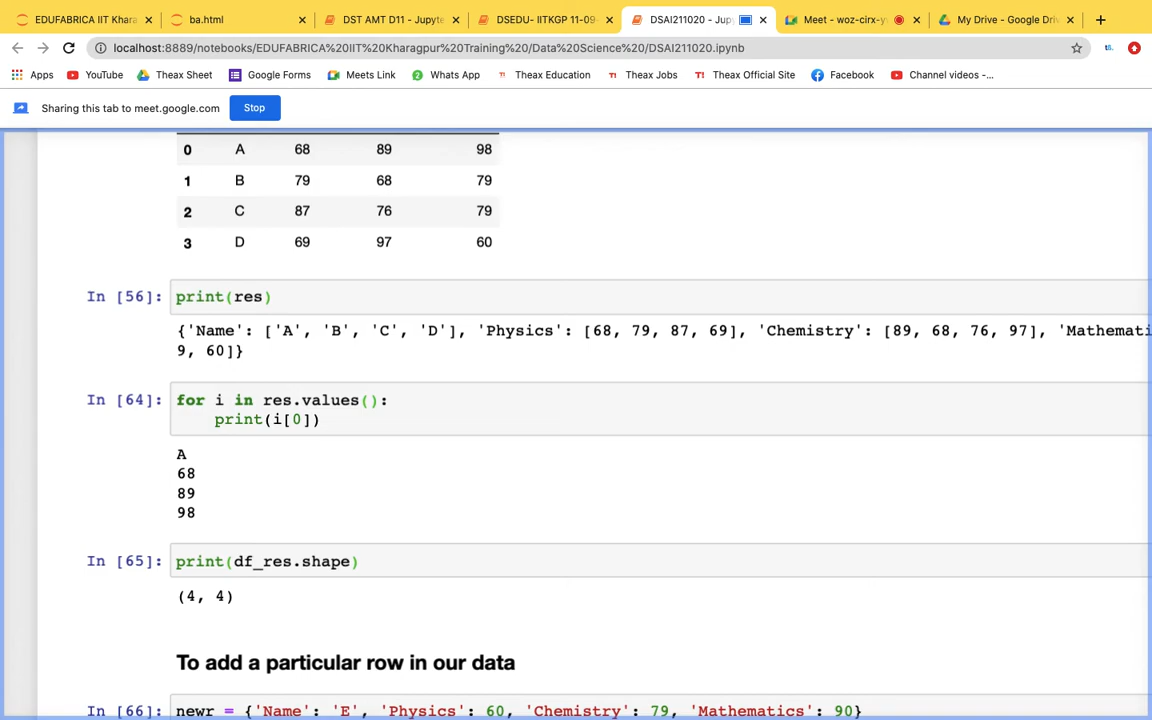 EDUFABRICA IIT Khara
ba.html
DST AMT D11 - Jupyte
DSEDU- IITKGP 11-09-
DSAI211020 - Jup
Meet - woz-cirx-y
My Drive - Google Dri
localhost:8889/notebooks/EDUFABRICA%20IIT%20Kharagpur%20Training%20/Data%20Science%20/DSAI211020.ipynb
Apps YouTube Theax Sheet Google Forms Meets Link Whats App Theax Education Theax Jobs Theax Official Site Facebook Channel videos -...
Sharing this tab to meet.google.com Stop
0 A 68 89 98
1 B 79 68 79
2 C 87 76 79
3 D 69 97 60
In [56]: print(res)
{'Name': ['A', 'B', 'C', 'D'], 'Physics': [68, 79, 87, 69], 'Chemistry': [89, 68, 76, 97], 'Mathemati
9, 60]}
In [64]: for i in res.values():
print(i[0])
A
68
89
98
In [65]: print(df_res.shape)
(4, 4)
To add a particular row in our data
In [66]: newr = {'Name': 'E', 'Physics': 60, 'Chemistry': 79, 'Mathematics': 90}